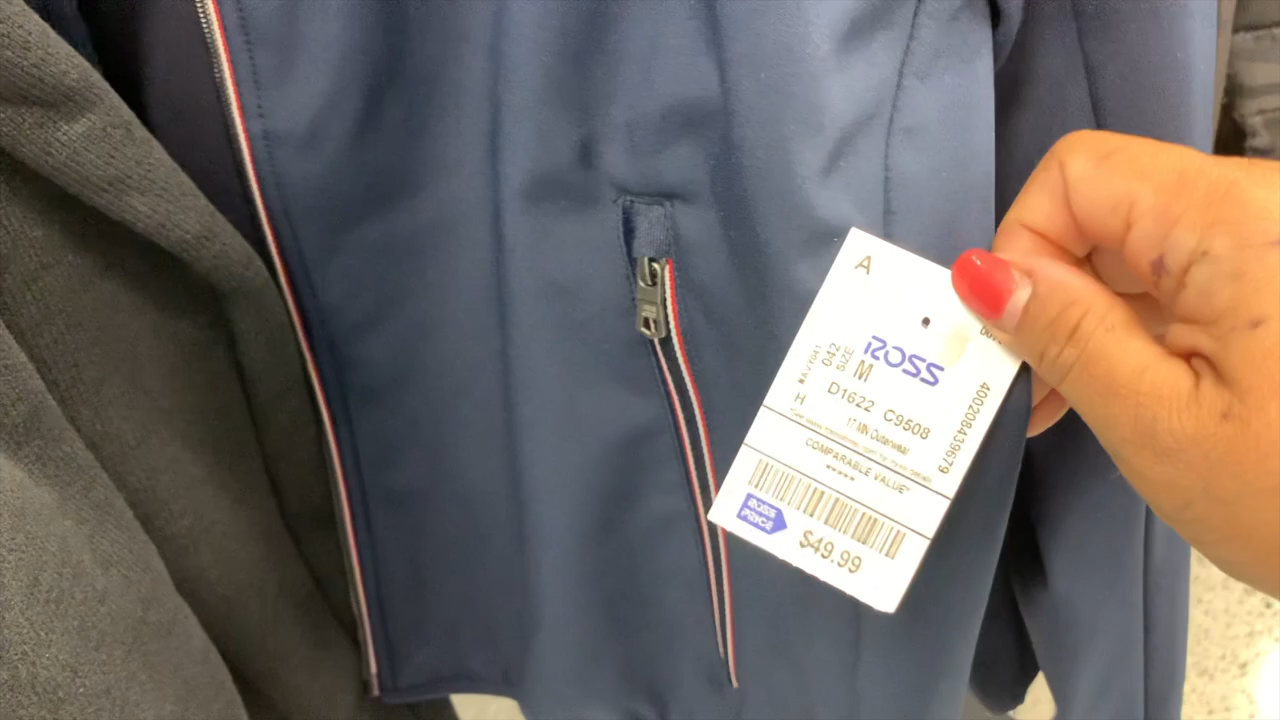 A
ROSS
NAVY041
042
SIZE
M
H
D1622 C9508
17 MN Outerwear
400208439679
COMPARABLE VALUE*
*****
ROSS
PRICE
$49.99